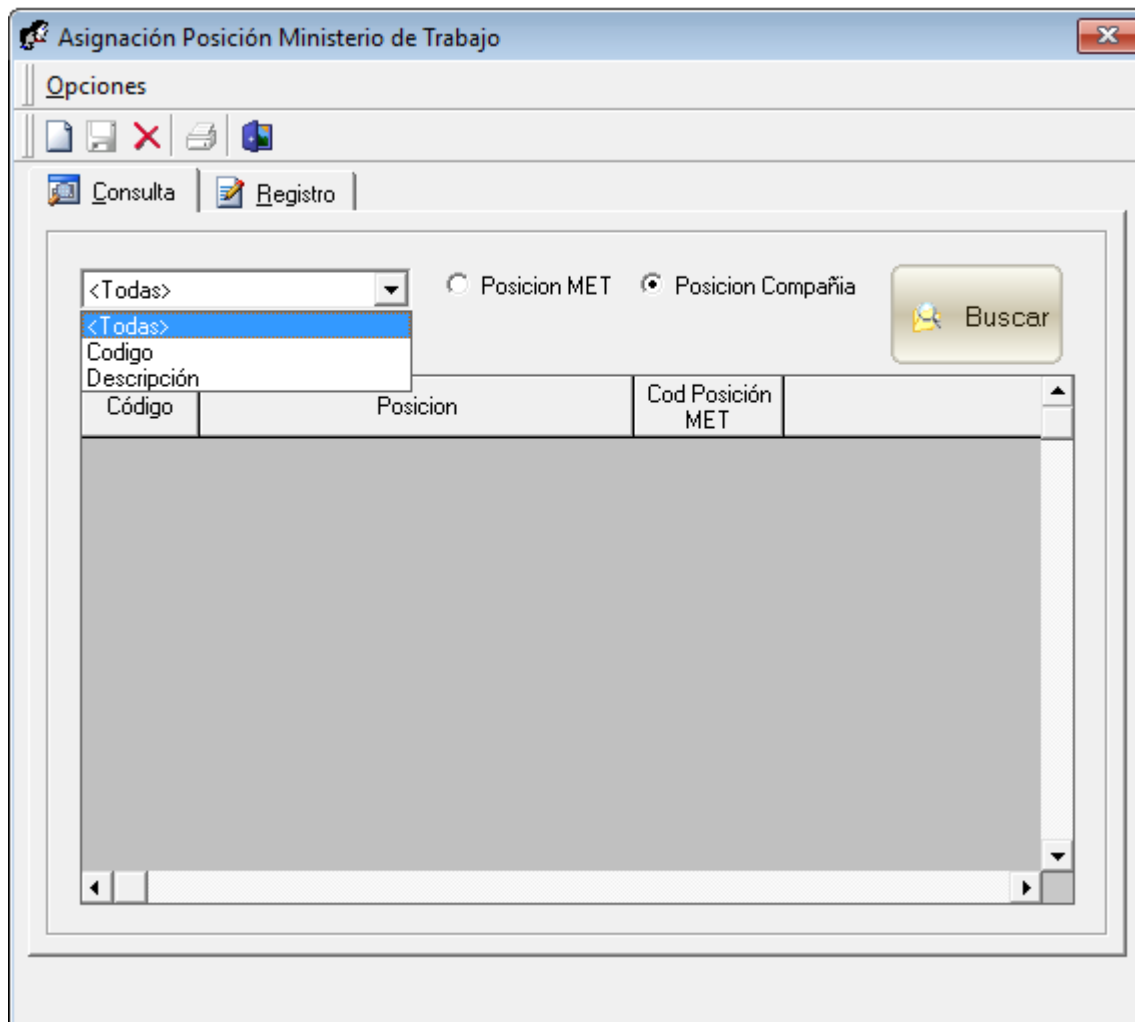 Asignación Posición Ministerio de Trabajo
Opciones
Consulta Registro
<Todas> Posicion MET Posicion Compañia Buscar
<Todas>
Codigo
Descripción
Código Posicion Cod Posición
MET